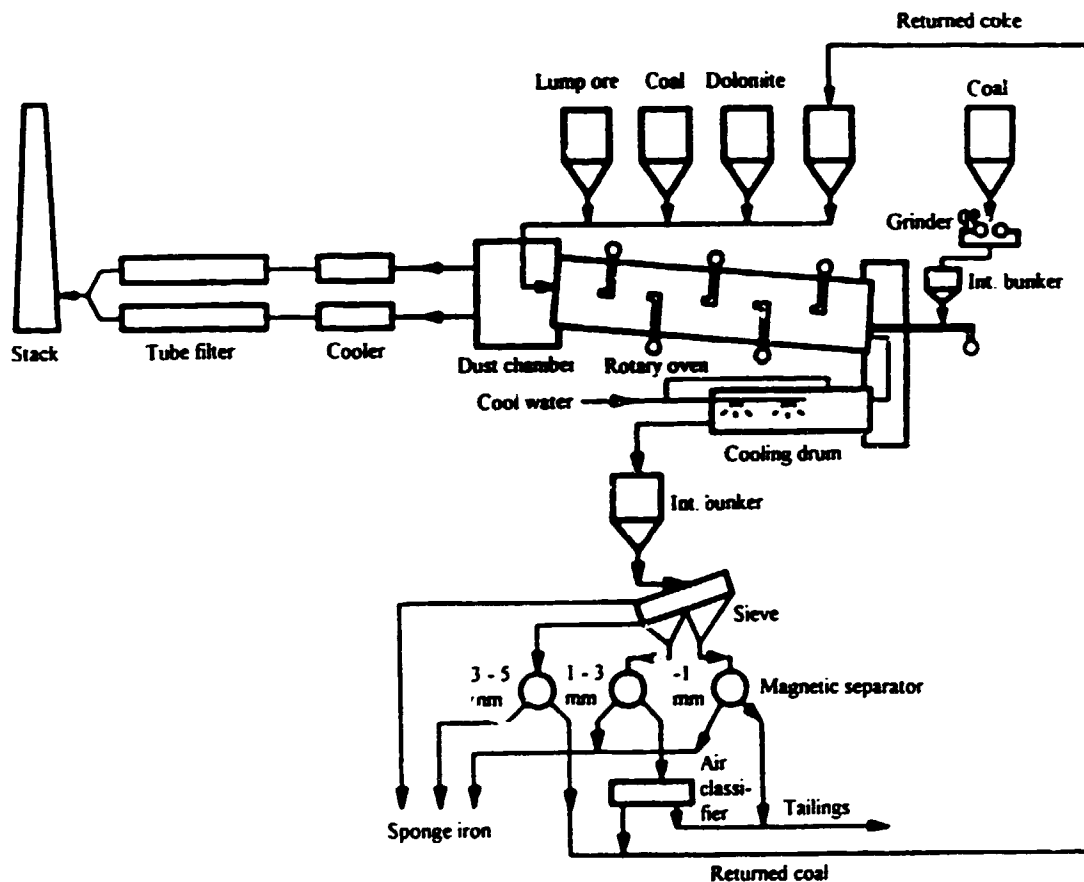 Returned coke
Lump ore
Coal
Dolomite
Coal
Grinder
Int. bunker
Stack
Tube filter
Cooler
Dust chamber
Rotary oven
Cool water
Cooling drum
Int. bunker
Sieve
3 - 5
mm
1 - 3
mm
-1
mm
Magnetic separator
Air
classi-
fier
Tailings
Sponge iron
Returned coal